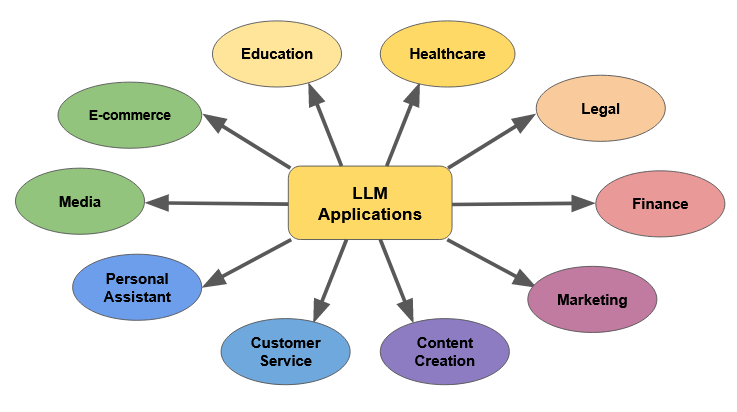 Education
Healthcare
E-commerce
Legal
LLM
Applications
Media
Finance
Personal
Assistant
Marketing
Customer
Service
Content
Creation